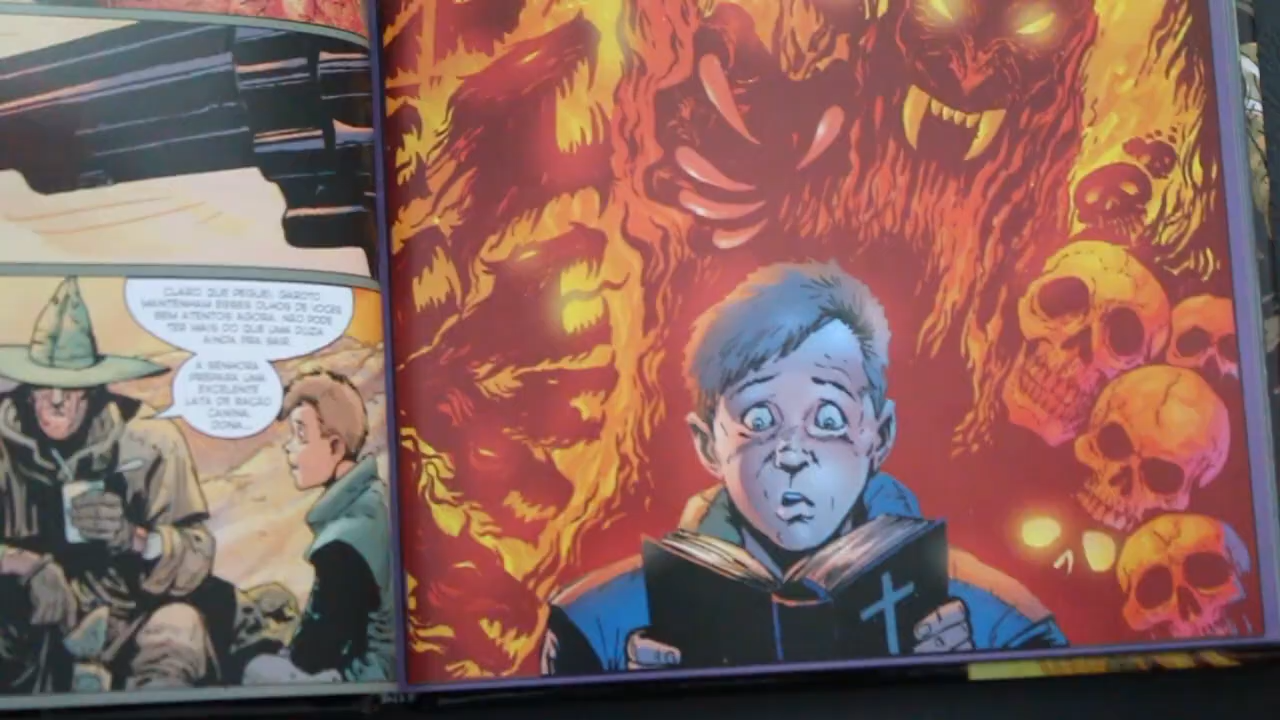 CLARO QUE PEGUEI, GAROTO.
MANTENHAM ESSES OLHOS DE VOCÊS
BEM ATENTOS AGORA. NÃO PODE
TER MAIS DO QUE UMA DÚZIA
AINDA PRA SAIR.
A SENHORA
PREPARA UMA
EXCELENTE
LATA DE RAÇÃO
CANINA,
DONA...